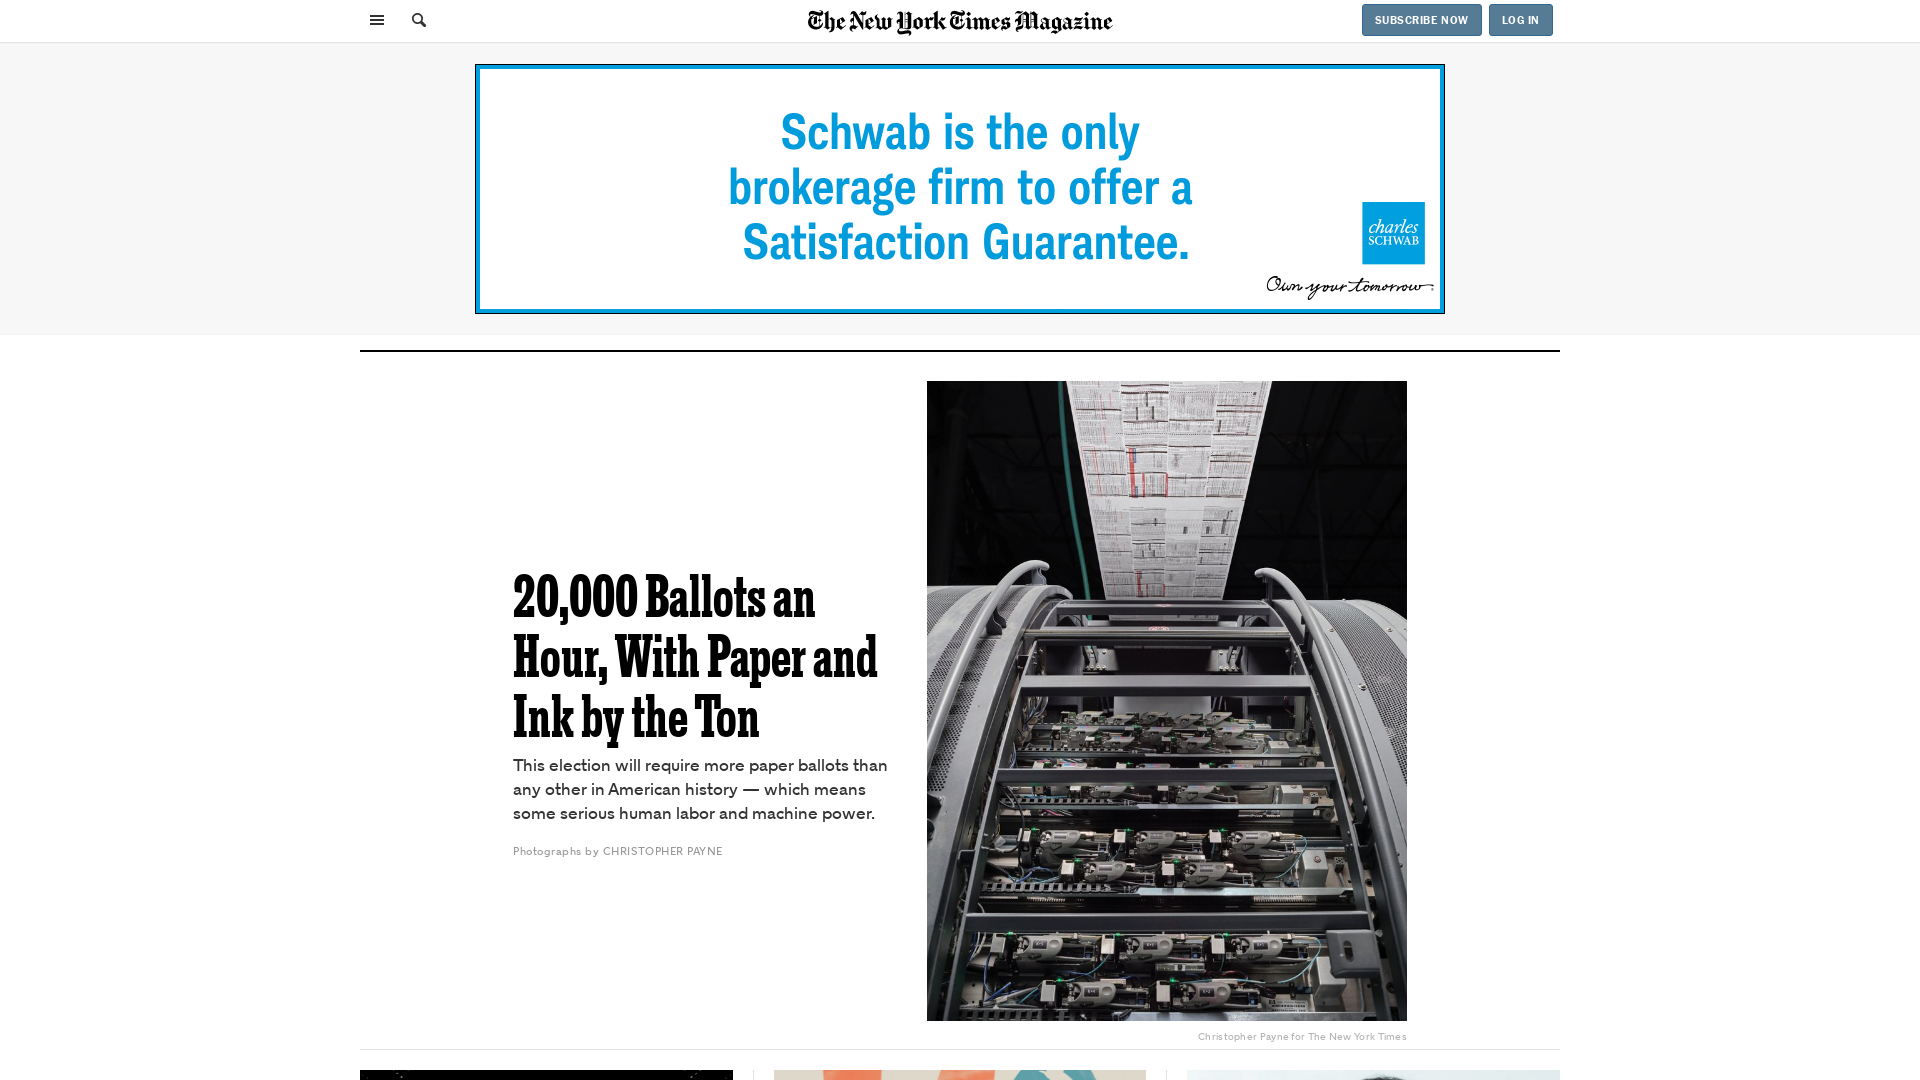 The New York Times Magazine
SUBSCRIBE NOW
LOG IN
Schwab is the only
brokerage firm to offer a
Satisfaction Guarantee.
charles
SCHWAB
Own your tomorrow.
20,000 Ballots an
Hour, With Paper and
Ink by the Ton
This election will require more paper ballots than
any other in American history — which means
some serious human labor and machine power.
Photographs by CHRISTOPHER PAYNE
Christopher Payne for The New York Times